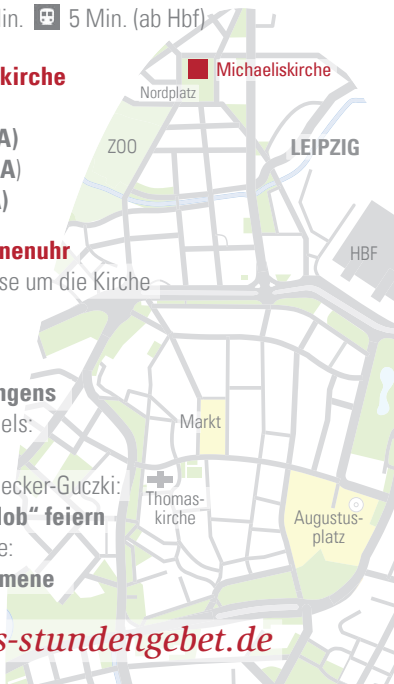 in. 5 Min. (ab Hbf)
kirche
Michaeliskirche
Nordplatz
A)
ZOO
LEIPZIG
A)
)
nenuhr
HBF
se um die Kirche
ngens
Markt
els:
ecker-Guczki:
Thomas-
kirche
lob“ feiern
Augustus-
platz
e:
mene
s-stundengebet.de